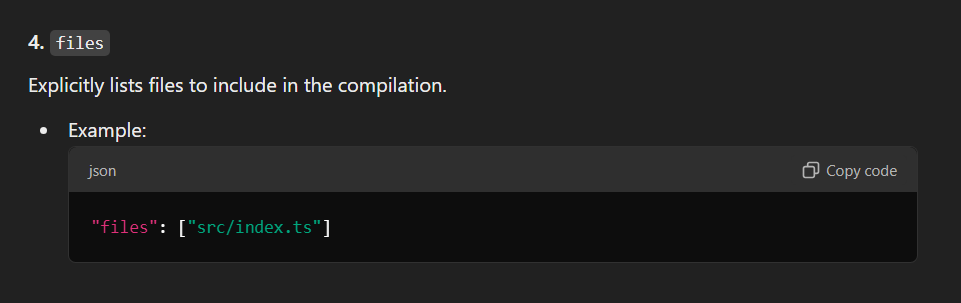 4. files
Explicitly lists files to include in the compilation.
Example:
json Copy code
"files": ["src/index.ts"]